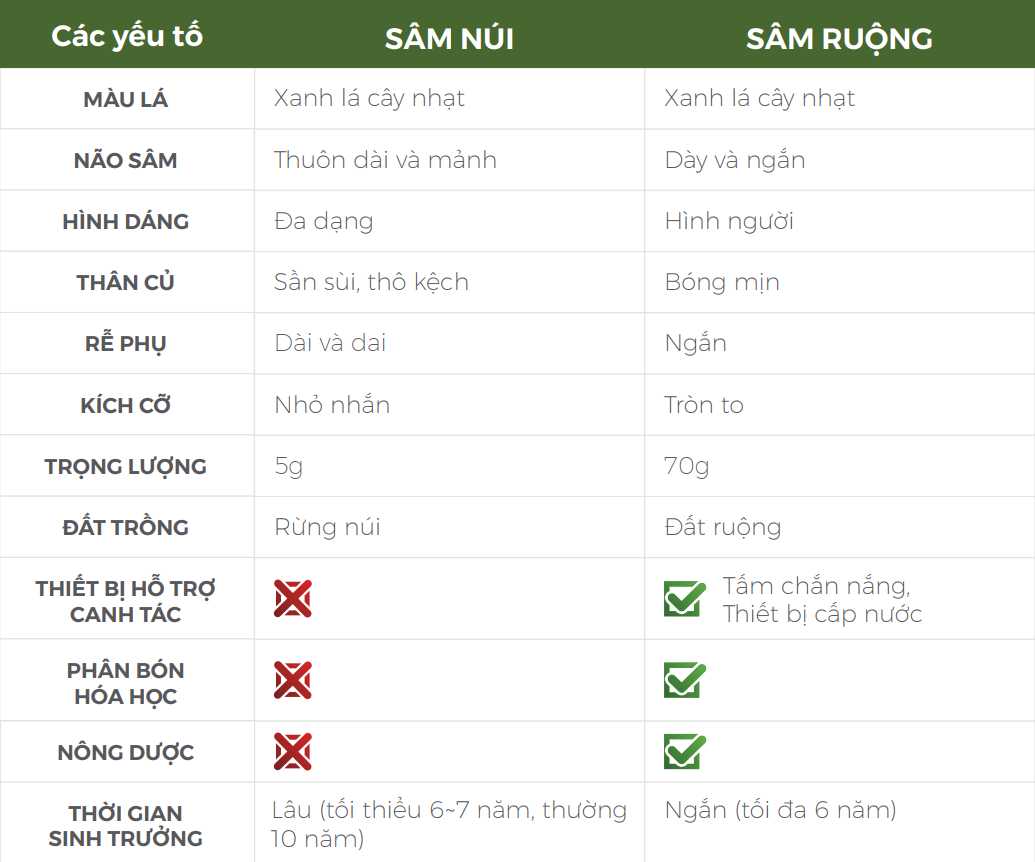 Các yếu tố SÂM NÚI SÂM RUỘNG
MÀU LÁ Xanh lá cây nhạt Xanh lá cây nhạt
NÃO SÂM Thuôn dài và mảnh Dày và ngắn
HÌNH DÁNG Đa dạng Hình người
THÂN CỦ Sần sùi, thô kệch Bóng mịn
RỄ PHỤ Dài và dai Ngắn
KÍCH CỠ Nhỏ nhắn Tròn to
TRỌNG LƯỢNG 5g 70g
ĐẤT TRỒNG Rừng núi Đất ruộng
THIẾT BỊ HỖ TRỢ
CANH TÁC
Tấm chắn nắng,
Thiết bị cấp nước
PHÂN BÓN
HÓA HỌC
NÔNG DƯỢC
THỜI GIAN
SINH TRƯỞNG
Lâu (tối thiểu 6~7 năm, thường
10 năm)
Ngắn (tối đa 6 năm)